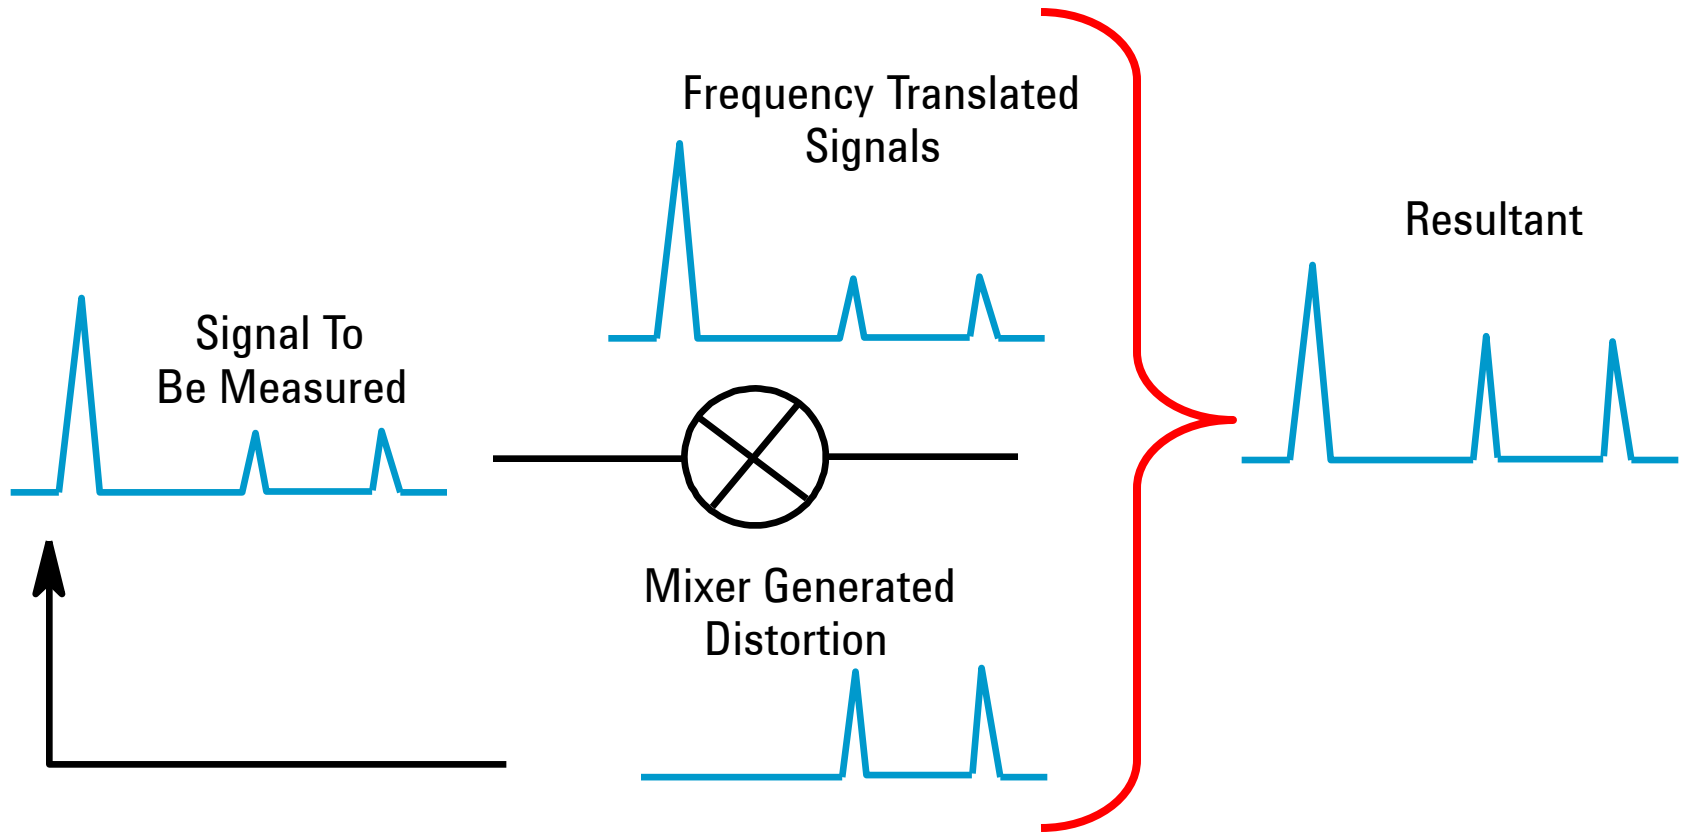 Signal To
Be Measured
Frequency Translated
Signals
Mixer Generated
Distortion
Resultant